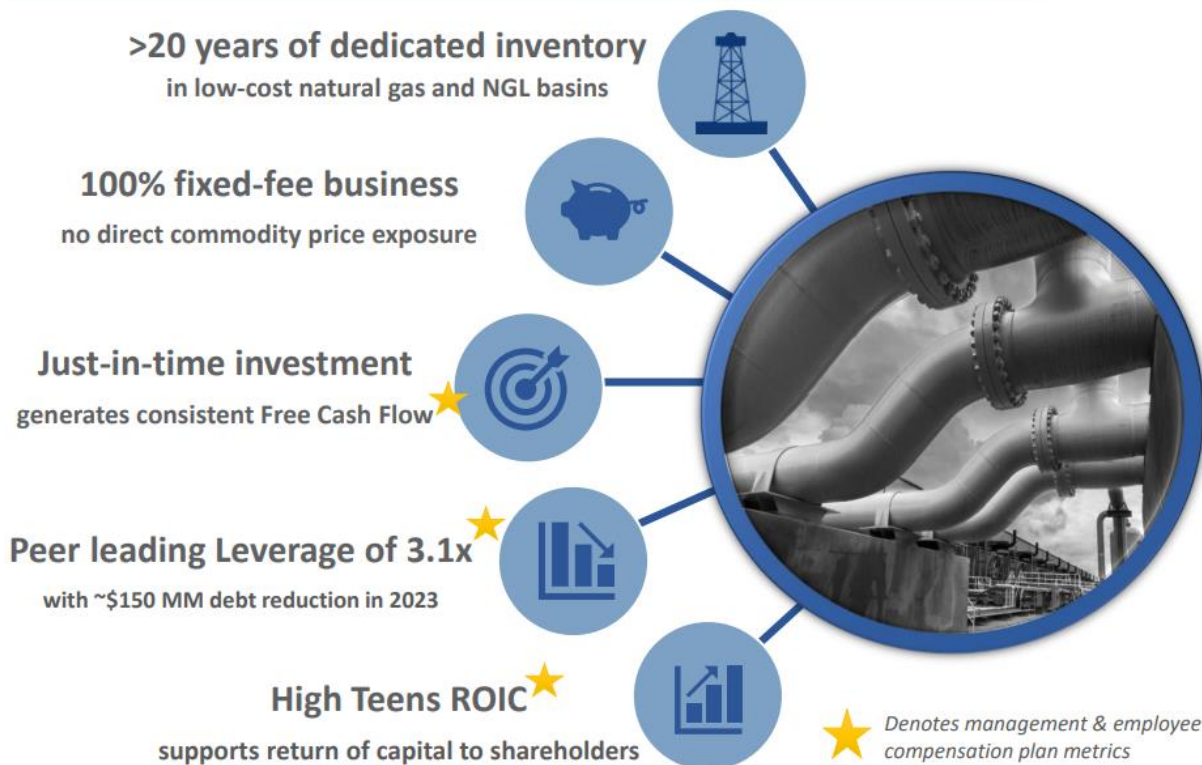 >20 years of dedicated inventory
in low-cost natural gas and NGL basins
100% fixed-fee business
no direct commodity price exposure
Just-in-time investment
generates consistent Free Cash Flow
Peer leading Leverage of 3.1x
with ~$150 MM debt reduction in 2023
High Teens ROIC
supports return of capital to shareholders
Denotes management & employee
compensation plan metrics